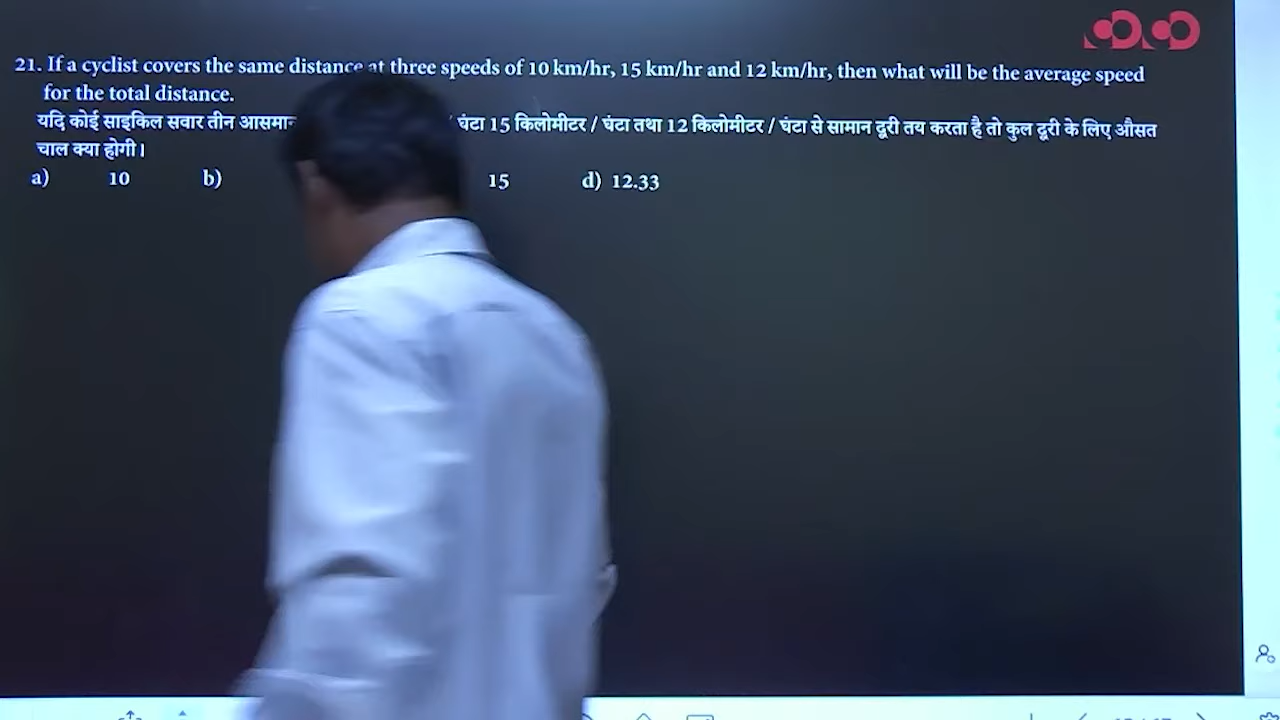 21. If a cyclist covers the same distance at three speeds of 10 km/hr, 15 km/hr and 12 km/hr, then what will be the average speed
for the total distance.
यदि कोई साइकिल सवार तीन आसमान / घंटा 15 किलोमीटर / घंटा तथा 12 किलोमीटर / घंटा से सामान दूरी तय करता है तो कुल दूरी के लिए औसत
चाल क्या होगी।
a) 10 b) 15 d) 12.33